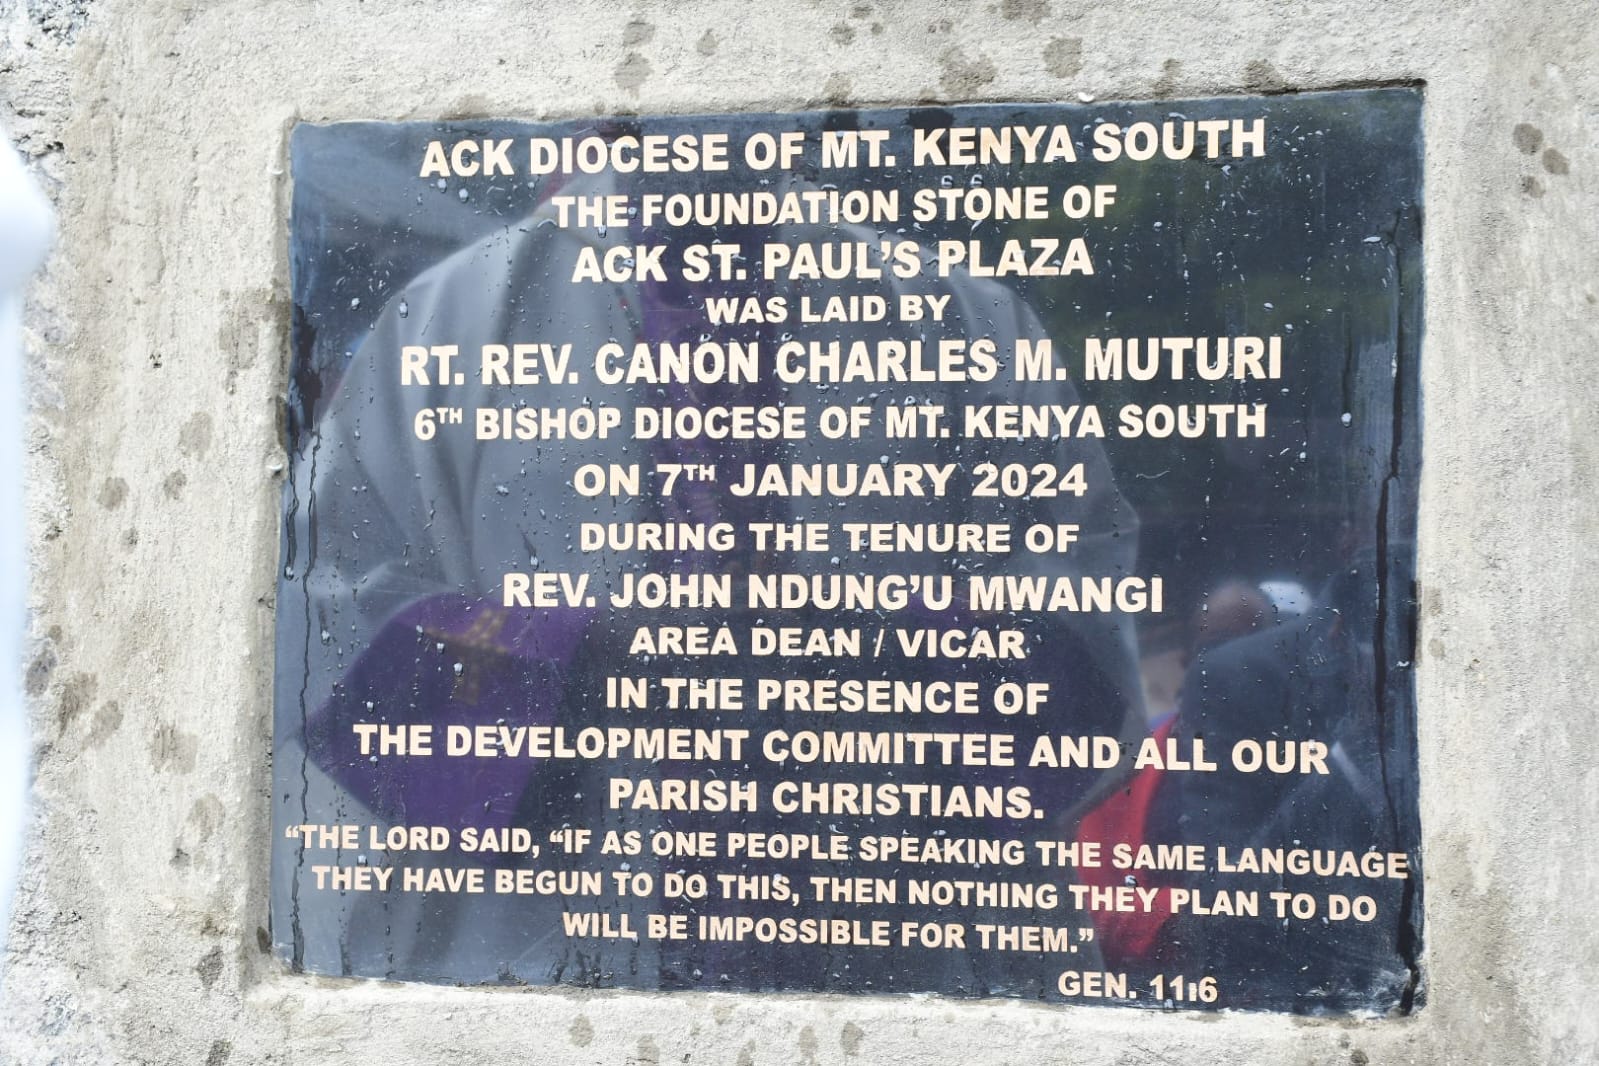 ACK DIOCESE OF MT. KENYA SOUTH
THE FOUNDATION STONE OF
ACK ST. PAUL'S PLAZA
WAS LAID BY
RT. REV. CANON CHARLES M. MUTURI
6TH BISHOP DIOCESE OF MT. KENYA SOUTH
ON 7TH JANUARY 2024
DURING THE TENURE OF
REV. JOHN NDUNG'U MWANGI
AREA DEAN / VICAR
IN THE PRESENCE OF
THE DEVELOPMENT COMMITTEE AND ALL OUR
PARISH CHRISTIANS.
“THE LORD SAID, “IF AS ONE PEOPLE SPEAKING THE SAME LANGUAGE
THEY HAVE BEGUN TO DO THIS, THEN NOTHING THEY PLAN TO DO
WILL BE IMPOSSIBLE FOR THEM.”
GEN. 11:6